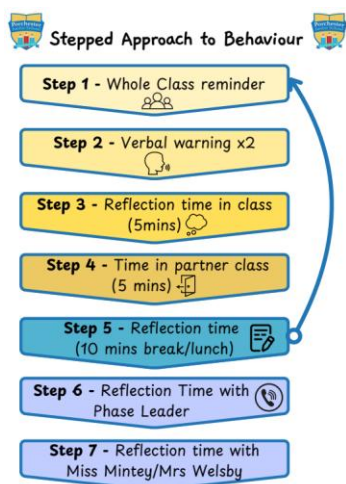 Stepped Approach to Behaviour
Step 1 - Whole Class reminder
Step 2 - Verbal warning x2
Step 3 - Reflection time in class
(5mins)
Step 4 - Time in partner class
(5 mins)
Step 5 - Reflection time
(10 mins break/lunch)
Step 6 - Reflection Time with
Phase Leader
Step 7 - Reflection time with
Miss Mintey/Mrs Welsby